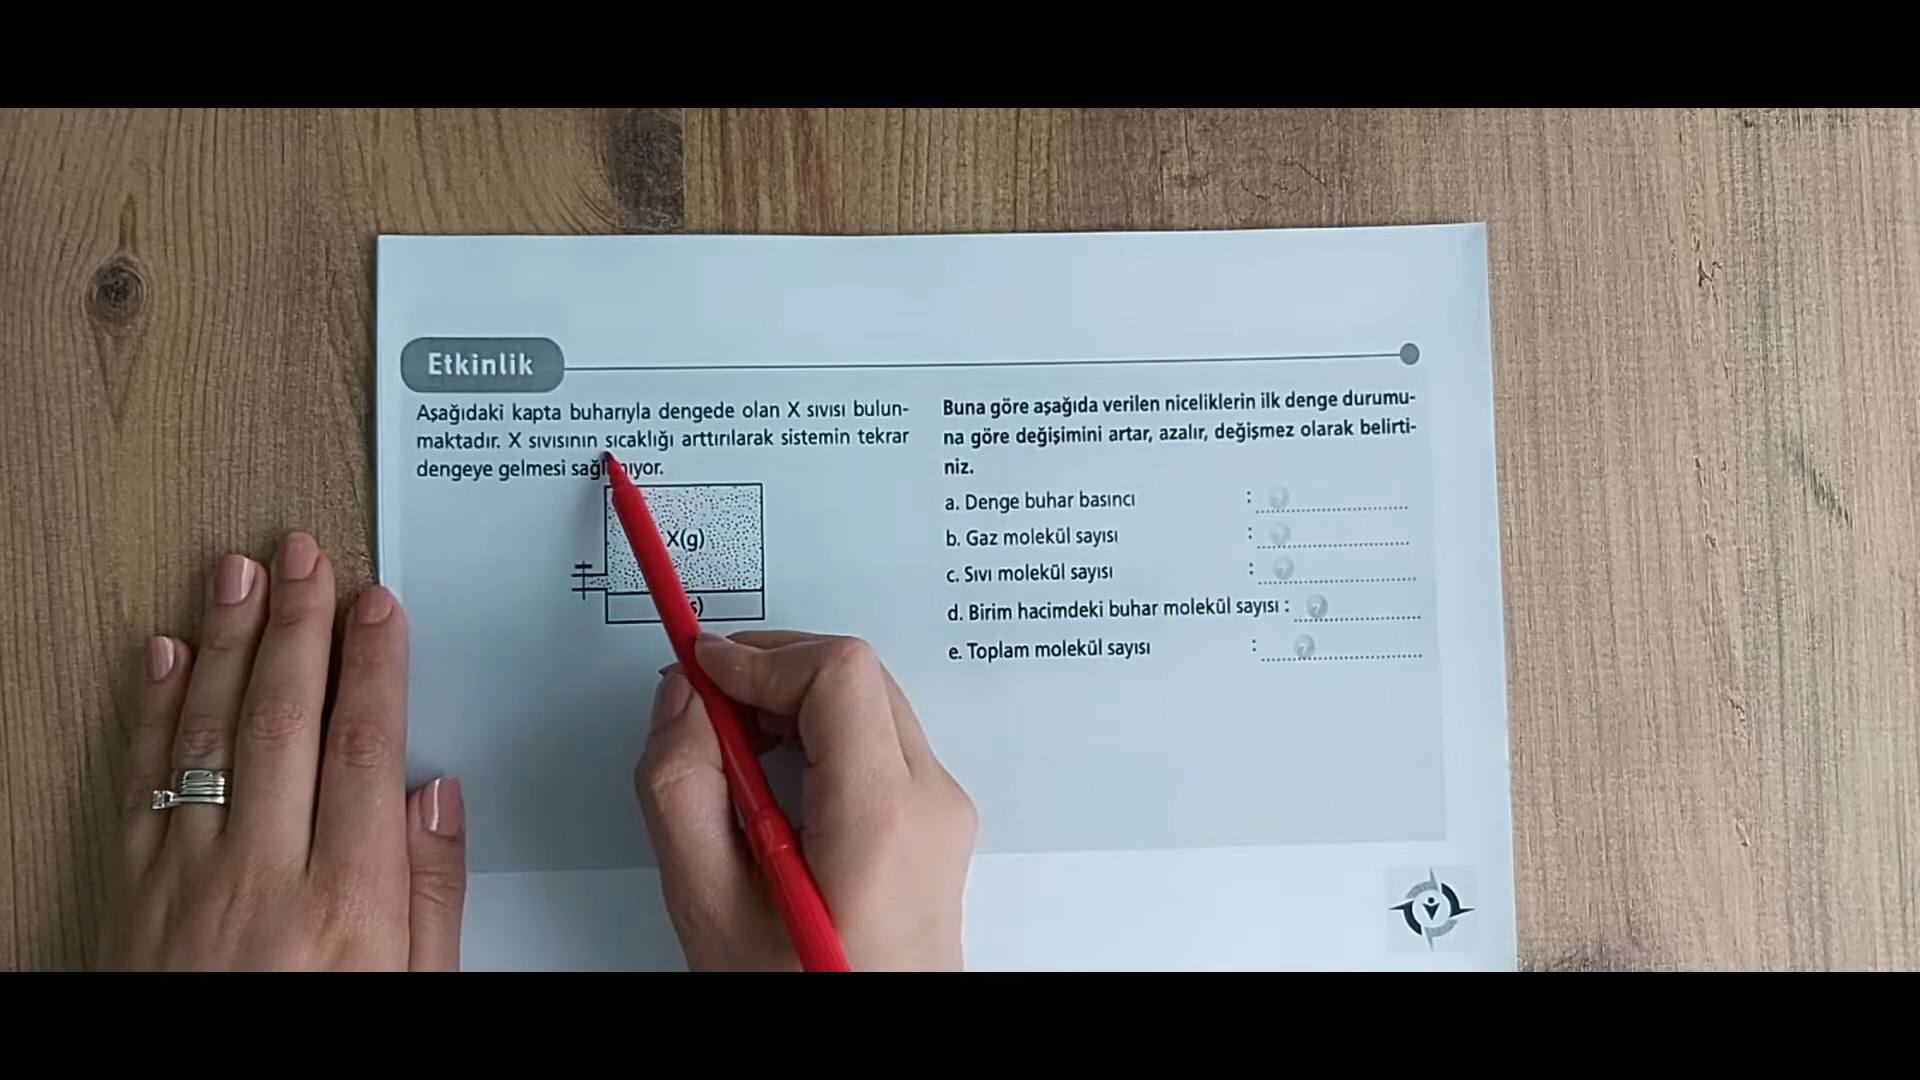 Etkinlik
Aşağıdaki kapta buharıyla dengede olan X sıvısı bulun-
maktadır. X sıvısının sıcaklığı arttırılarak sistemin tekrar
dengeye gelmesi
X(g)
Buna göre aşağıda verilen niceliklerin ilk denge durumu-
na göre değişimini artar, azalır, değişmez olarak belirti-
niz.
a. Denge buhar basıncı : ? ........................
b. Gaz molekül sayısı : ? ........................
c. Sıvı molekül sayısı : ? ........................
d. Birim hacimdeki buhar molekül sayısı : ? ........................
e. Toplam molekül sayısı : ? ........................